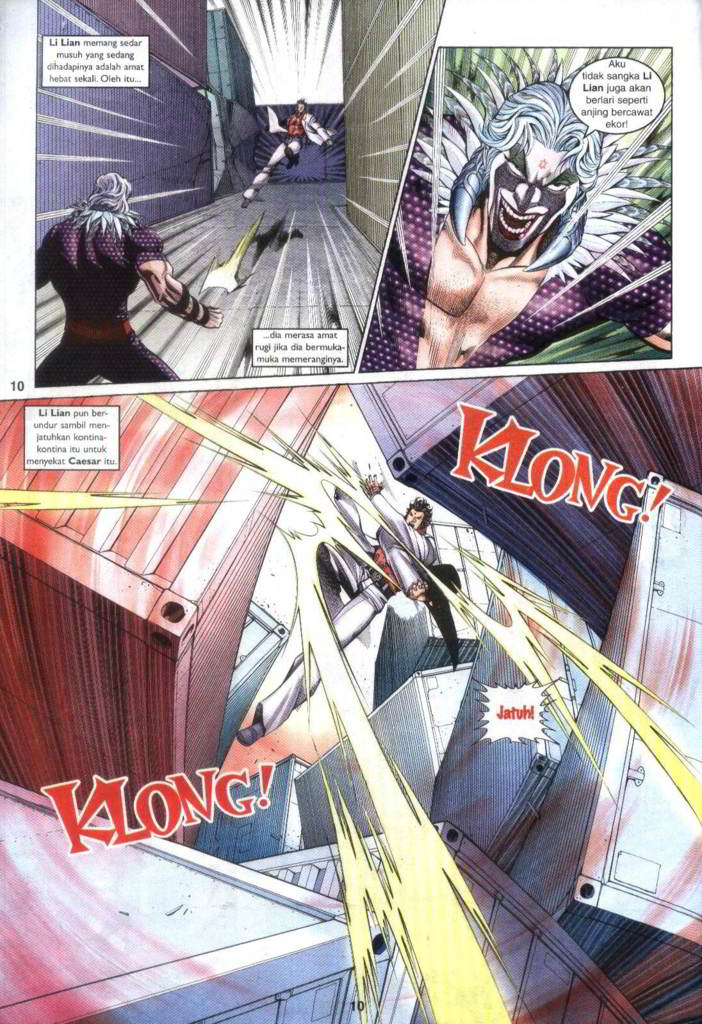 Li Lian memang sedar
musuh yang sedang
dihadapinya adalah amat
hebat sekali. Oleh itu...
...dia merasa amat
rugi jika dia bermuka-
muka memeranginya.
Aku
tidak sangka Li
Lian juga akan
berlari seperti
anjing bercawat
ekor!
10
Li Lian pun ber-
undur sambil men-
jatuhkan kontina-
kontina itu untuk
menyekat Caesar itu.
KLONG!
Jatuh!
KLONG!
10